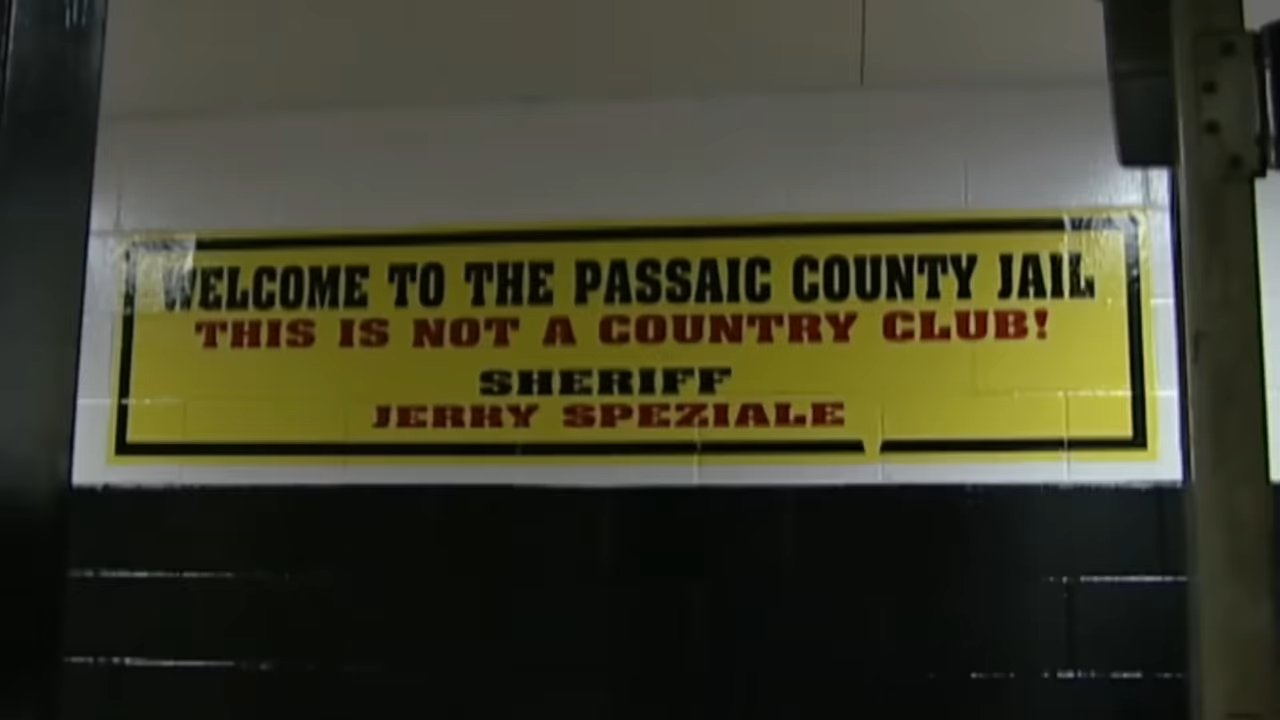 WELCOME TO THE PASSAIC COUNTY JAIL
THIS IS NOT A COUNTRY CLUB!
SHERIFF
JERRY SPEZIALE